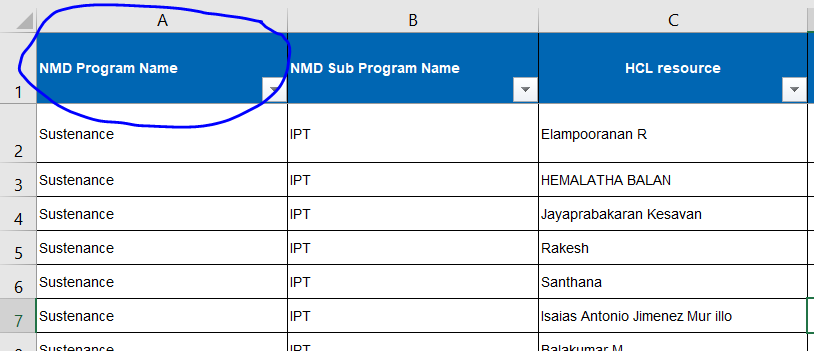 A B C
1 NMD Program Name NMD Sub Program Name HCL resource
2 Sustenance IPT Elampooranan R
3 Sustenance IPT HEMALATHA BALAN
4 Sustenance IPT Jayaprabakaran Kesavan
5 Sustenance IPT Rakesh
6 Sustenance IPT Santhana
7 Sustenance IPT Isaias Antonio Jimenez Mur illo
Sustenance IPT Balakumar M